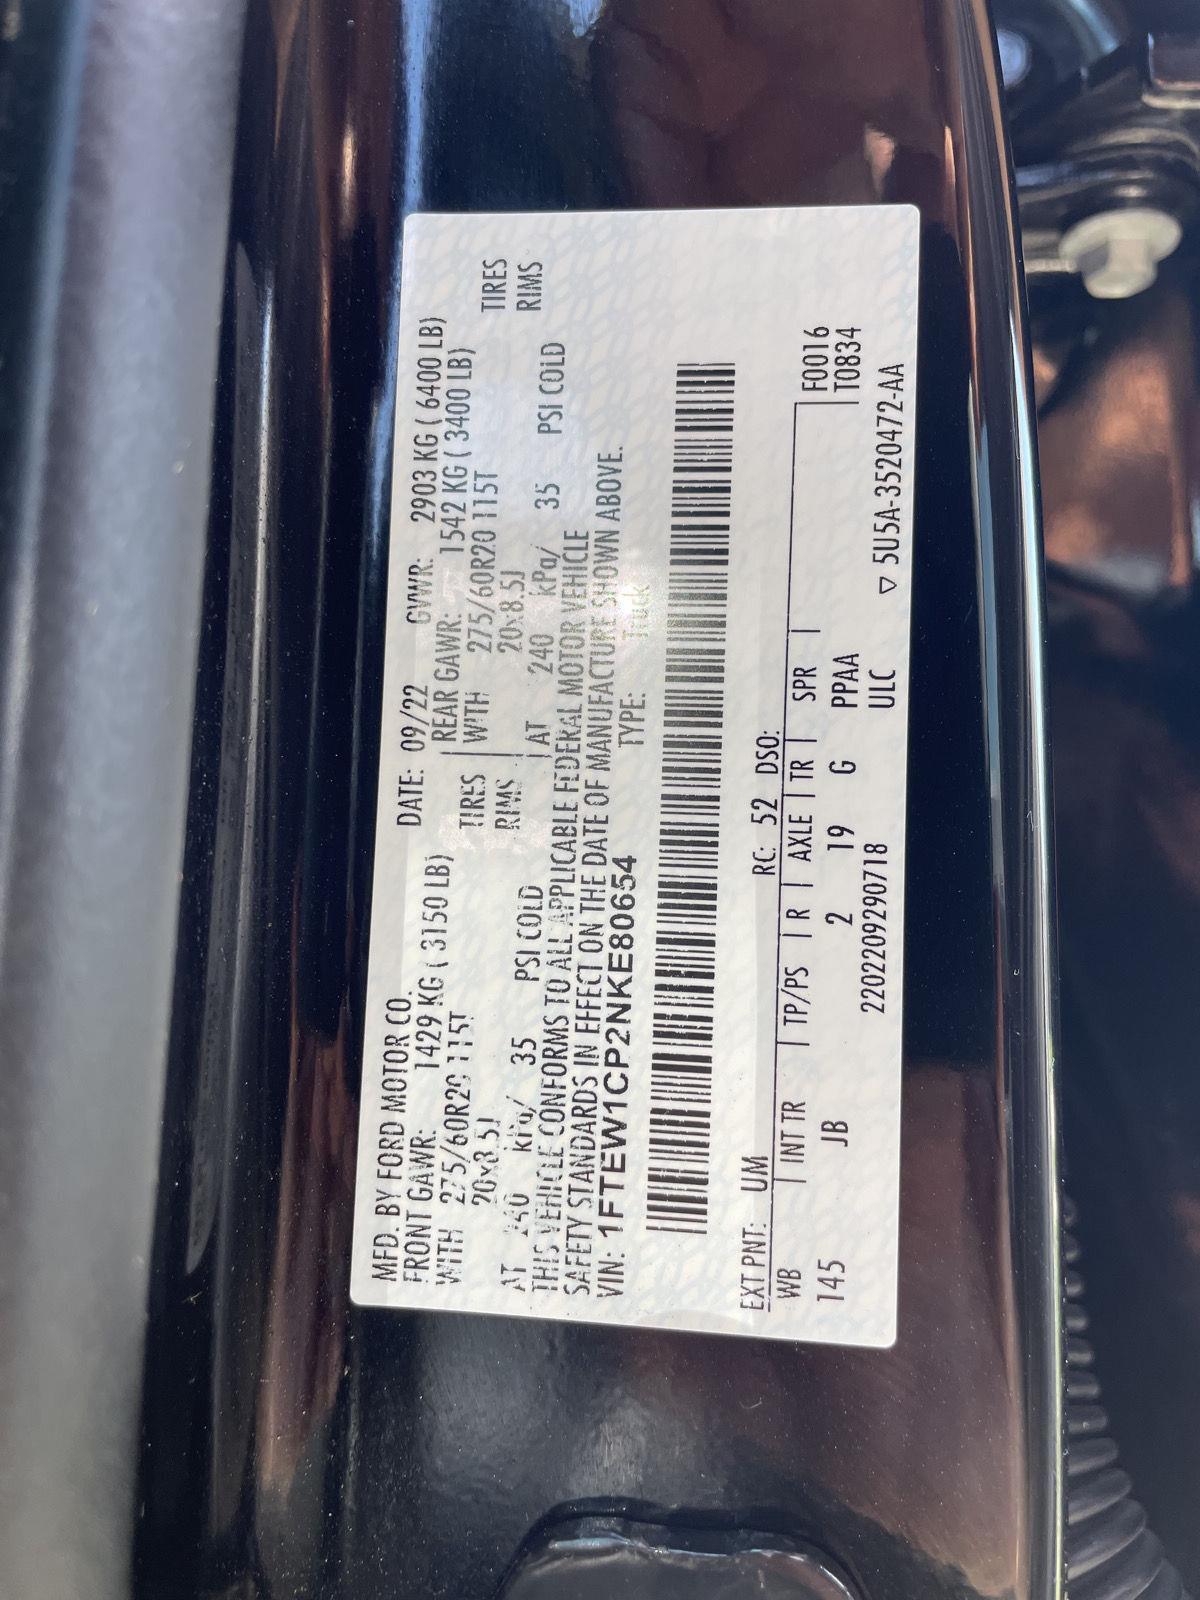 MFD. BY FORD MOTOR CO. DATE: 09/22 GVWR: 2903 KG ( 6400 LB)
FRONT GAWR: 1429 KG ( 3150 LB) REAR GAWR: 1542 KG ( 3400 LB)
WITH 275/60R20 115T TIRES WITH 275/60R20 115T TIRES
20x8.5J RIMS 20x8.5J RIMS
AT 240 kPa/ 35 PSI COLD AT 240 kPa/ 35 PSI COLD
THIS VEHICLE CONFORMS TO ALL APPLICABLE FEDERAL MOTOR VEHICLE
SAFETY STANDARDS IN EFFECT ON THE DATE OF MANUFACTURE SHOWN ABOVE.
VIN: 1FTEW1CP2NKE80654 TYPE: Truck
EXT PNT: UM RC: 52 DSO:
WB | INT TR | TP/PS | R | AXLE | TR | SPR | F0016
145 JB 2 19 G PPAA T0834
2202209290718 ULC ▽ 5U5A-3520472-AA